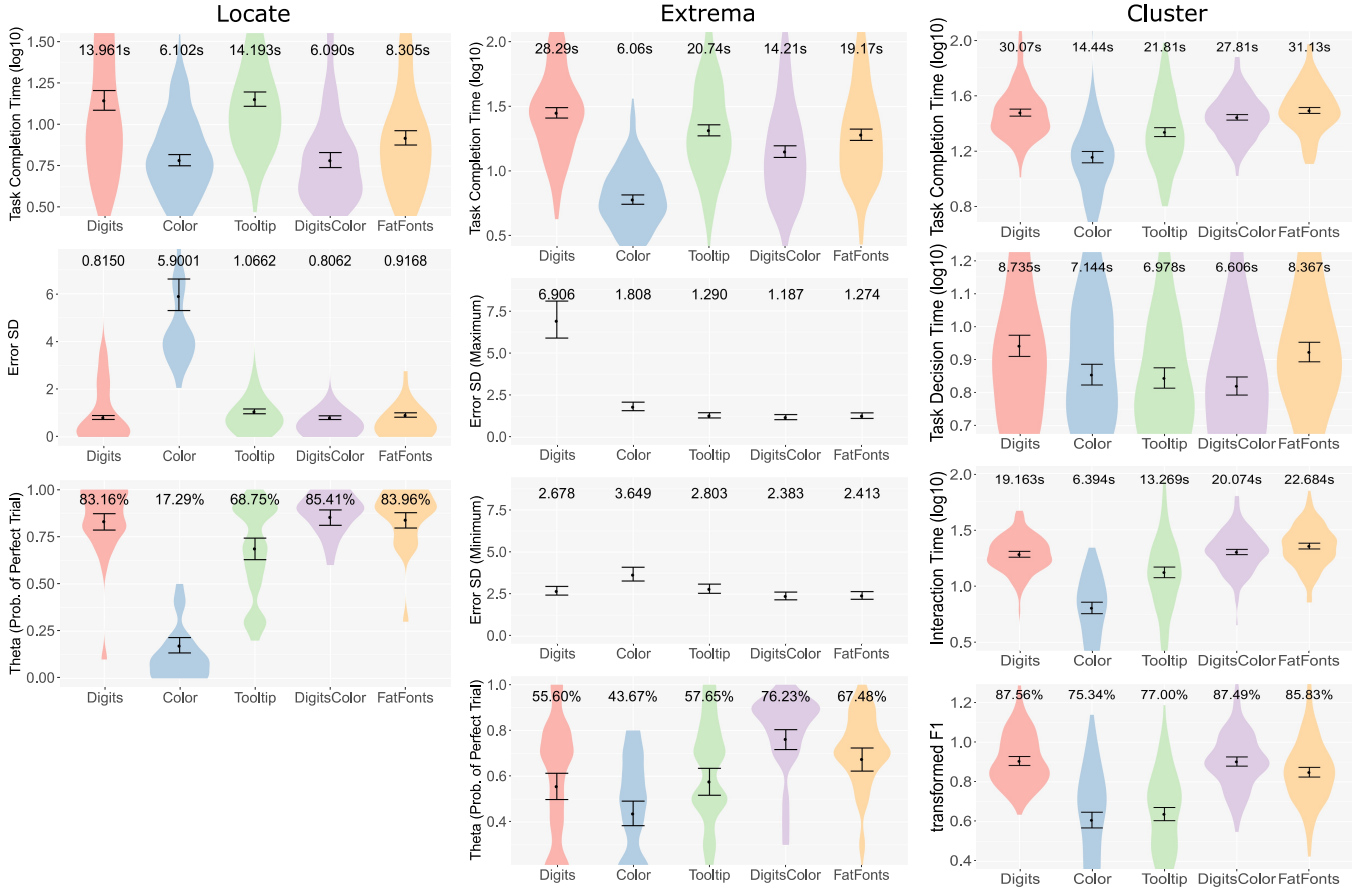 Locate
Task Completion Time (log10)
1.50
1.25
1.00
0.75
0.50
13.961s 6.102s 14.193s 6.090s 8.305s
Digits Color Tooltip DigitsColor FatFonts
Error SD
6
4
2
0
0.8150 5.9001 1.0662 0.8062 0.9168
Digits Color Tooltip DigitsColor FatFonts
Theta (Prob. of Perfect Trial)
1.00
0.75
0.50
0.25
0.00
83.16% 17.29% 68.75% 85.41% 83.96%
Digits Color Tooltip DigitsColor FatFonts
Extrema
Task Completion Time (log10)
2.0
1.5
1.0
0.5
28.29s 6.06s 20.74s 14.21s 19.17s
Digits Color Tooltip DigitsColor FatFonts
Error SD (Maximum)
7.5
5.0
2.5
0.0
6.906 1.808 1.290 1.187 1.274
Digits Color Tooltip DigitsColor FatFonts
Error SD (Minimum)
7.5
5.0
2.5
0.0
2.678 3.649 2.803 2.383 2.413
Digits Color Tooltip DigitsColor FatFonts
Theta (Prob. of Perfect Trial)
1.0
0.8
0.6
0.4
55.60% 43.67% 57.65% 76.23% 67.48%
Digits Color Tooltip DigitsColor FatFonts
Cluster
Task Completion Time (log10)
2.0
1.6
1.2
0.8
30.07s 14.44s 21.81s 27.81s 31.13s
Digits Color Tooltip DigitsColor FatFonts
Task Decision Time (log10)
1.2
1.1
1.0
0.9
0.8
0.7
8.735s 7.144s 6.978s 6.606s 8.367s
Digits Color Tooltip DigitsColor FatFonts
Interaction Time (log10)
2.0
1.5
1.0
0.5
19.163s 6.394s 13.269s 20.074s 22.684s
Digits Color Tooltip DigitsColor FatFonts
transformed F1
1.2
1.0
0.8
0.6
0.4
87.56% 75.34% 77.00% 87.49% 85.83%
Digits Color Tooltip DigitsColor FatFonts